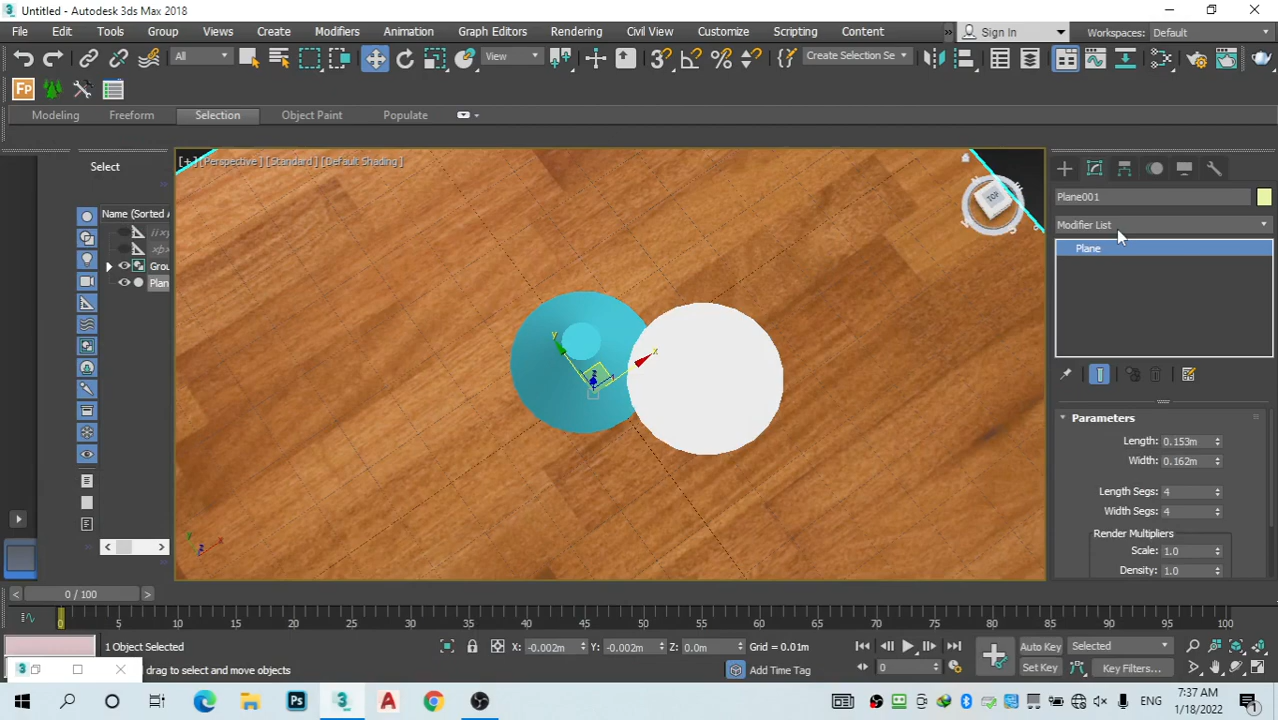 Untitled - Autodesk 3ds Max 2018
File Edit Tools Group Views Create Modifiers Animation Graph Editors Rendering Civil View Customize Scripting Content Sign In Workspaces: Default
All View Create Selection Se
Modeling Freeform Selection Object Paint Populate
[+] [Perspective ] [Standard ] [Default Shading ]
Select
TOP
Plane001
Name (Sorted A
Modifier List
Plane
Grou
Plan
y x z
Parameters
Length: 0.153m
Width: 0.162m
Length Segs: 4
Width Segs: 4
Render Multipliers
Scale: 1.0
Density: 1.0
0 / 100
0 5 10 15 20 25 30 35 40 45 50 55 60 65 70 75 80 85 90 95 100
1 Object Selected X: -0.002m Y: -0.002m Z: 0.0m Grid = 0.01m Auto Key Selected
drag to select and move objects Add Time Tag 0 Set Key Key Filters...
ENG 7:37 AM
1/18/2022